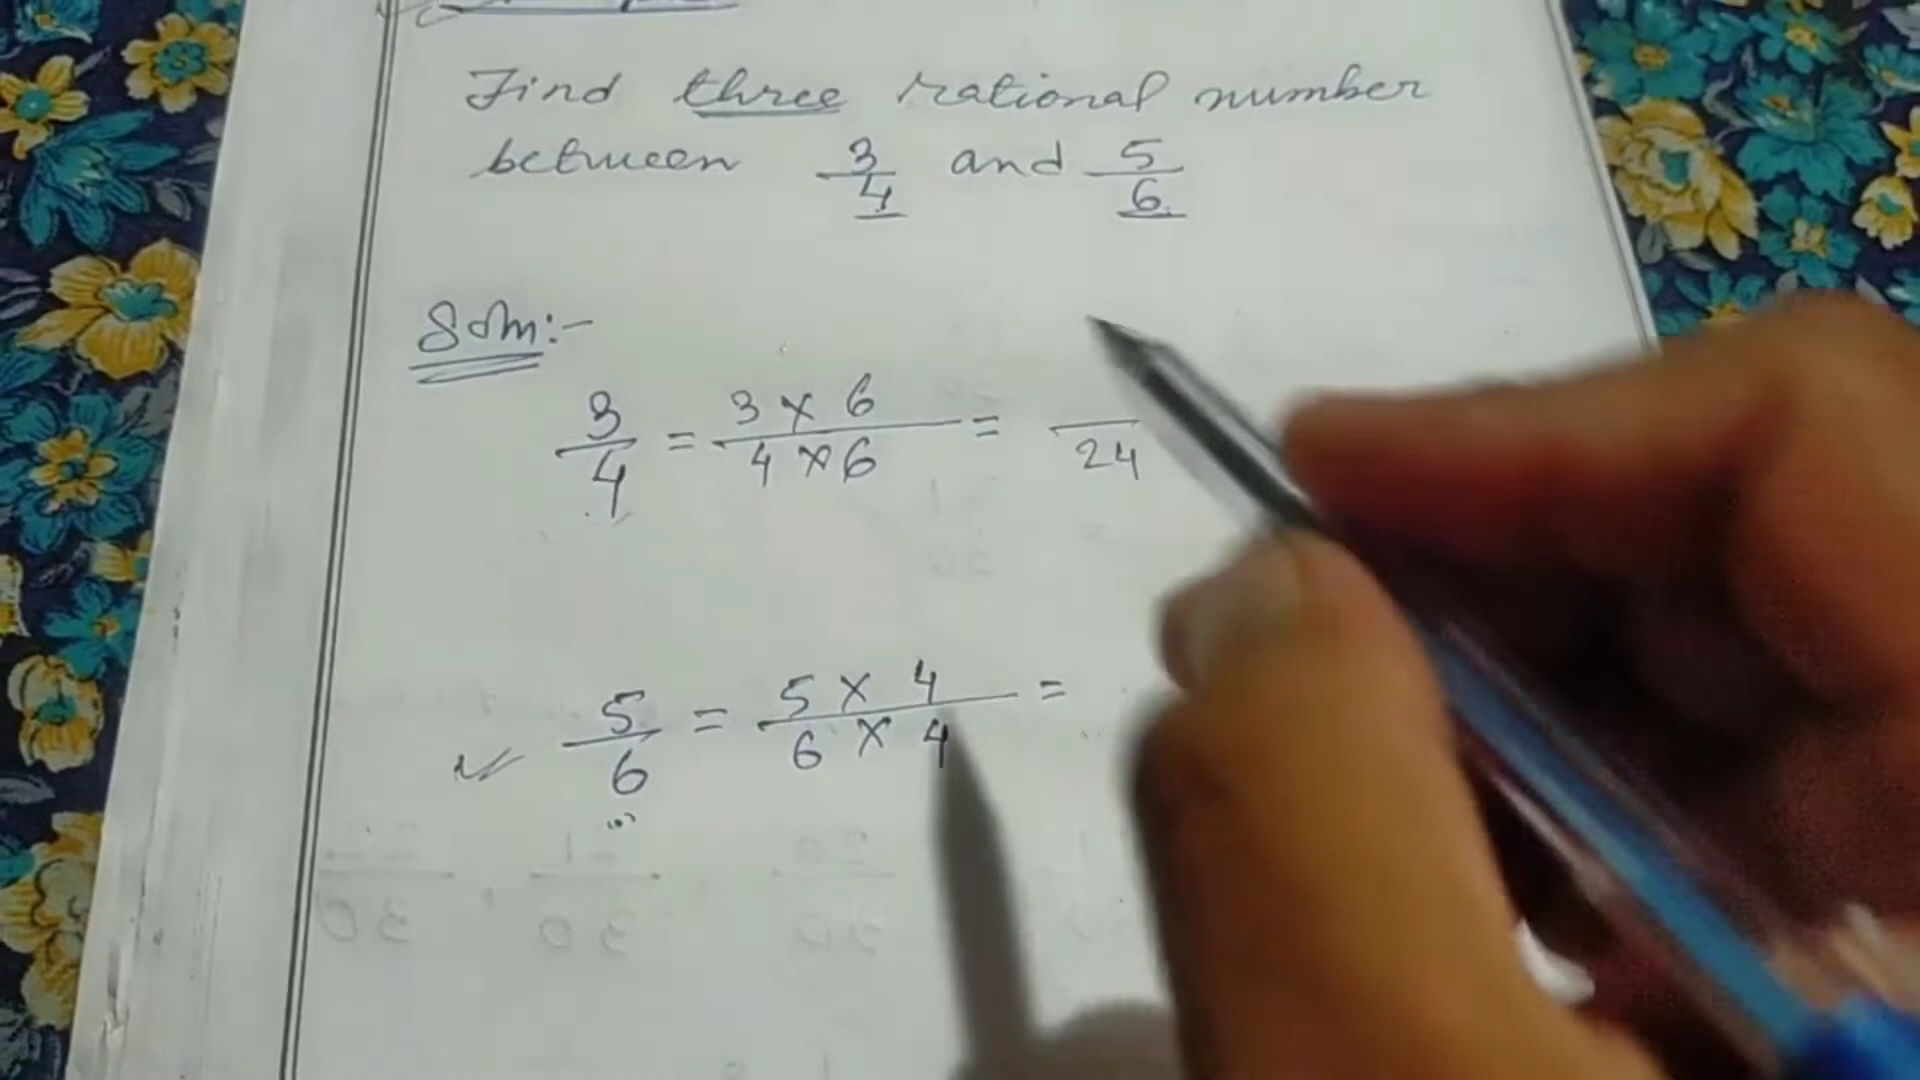 Find three rational number
between 3/4 and 5/6
Soln:-
3/4 = 3 x 6 / 4 x 6 = /24
5/6 = 5 x 4 / 6 x 4 =